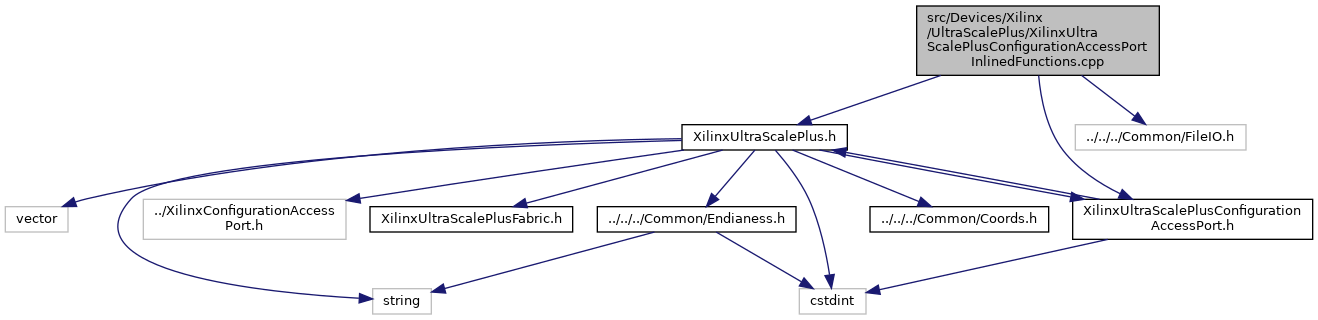 src/Devices/Xilinx
/UltraScalePlus/XilinxUltra
ScalePlusConfigurationAccessPort
InlinedFunctions.cpp
XilinxUltraScalePlus.h
../../../Common/FileIO.h
vector
../XilinxConfigurationAccess
Port.h
XilinxUltraScalePlusFabric.h
../../../Common/Endianess.h
../../../Common/Coords.h
XilinxUltraScalePlusConfiguration
AccessPort.h
string
cstdint